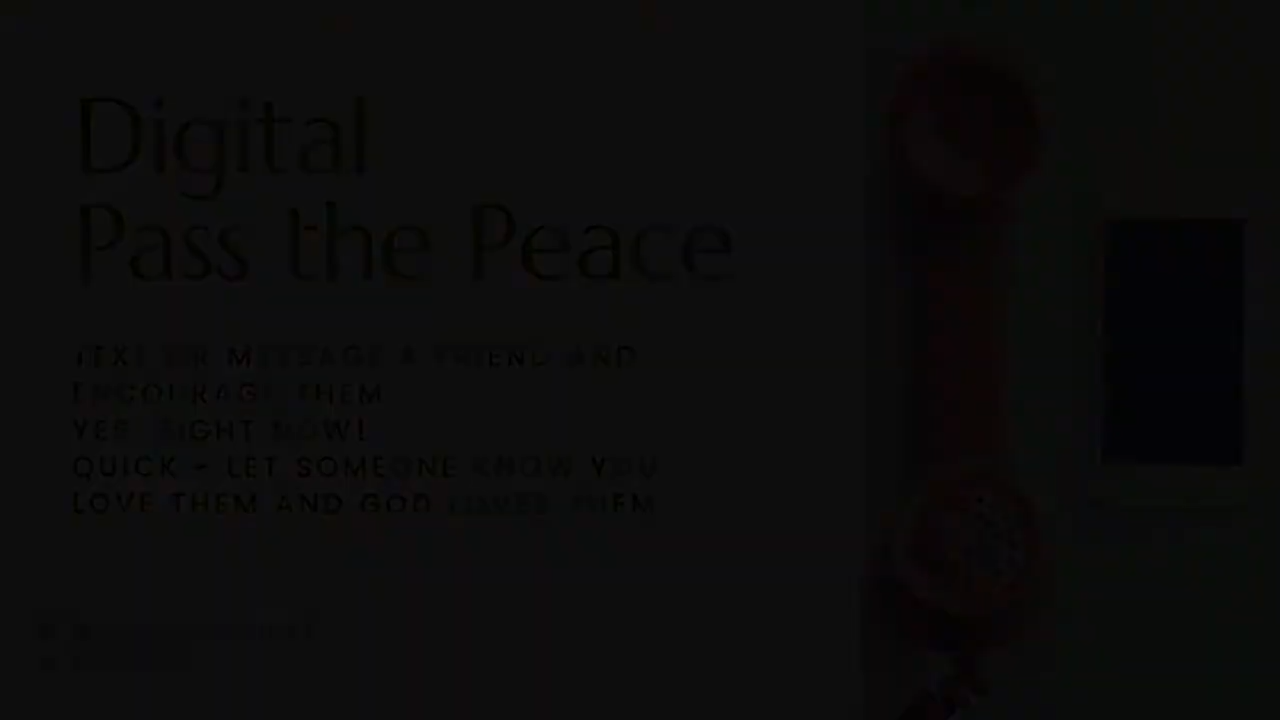 Digital
Pass the Peace
TEXT OR MESSAGE A FRIEND AND
ENCOURAGE THEM
YES, RIGHT NOW!
QUICK - LET SOMEONE KNOW YOU
LOVE THEM AND GOD LOVES THEM